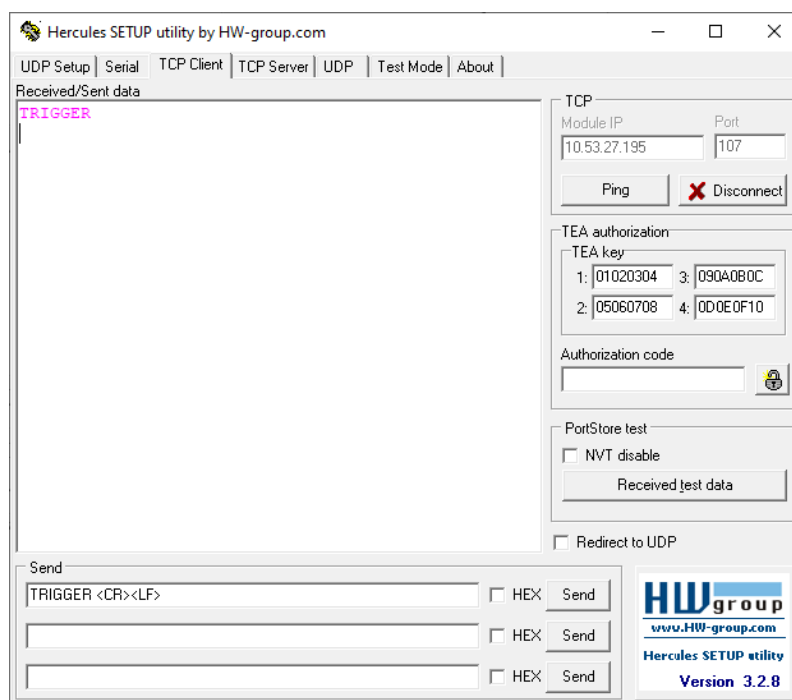 Hercules SETUP utility by HW-group.com
UDP Setup Serial TCP Client TCP Server UDP Test Mode About
Received/Sent data
TRIGGER
TCP
Module IP Port
10.53.27.195 107
Ping Disconnect
TEA authorization
TEA key
1: 01020304 3: 090A0B0C
2: 05060708 4: 0D0E0F10
Authorization code
PortStore test
NVT disable
Received test data
Redirect to UDP
Send
TRIGGER <CR><LF> HEX Send
HEX Send
HEX Send
HW group
www.HW-group.com
Hercules SETUP utility
Version 3.2.8